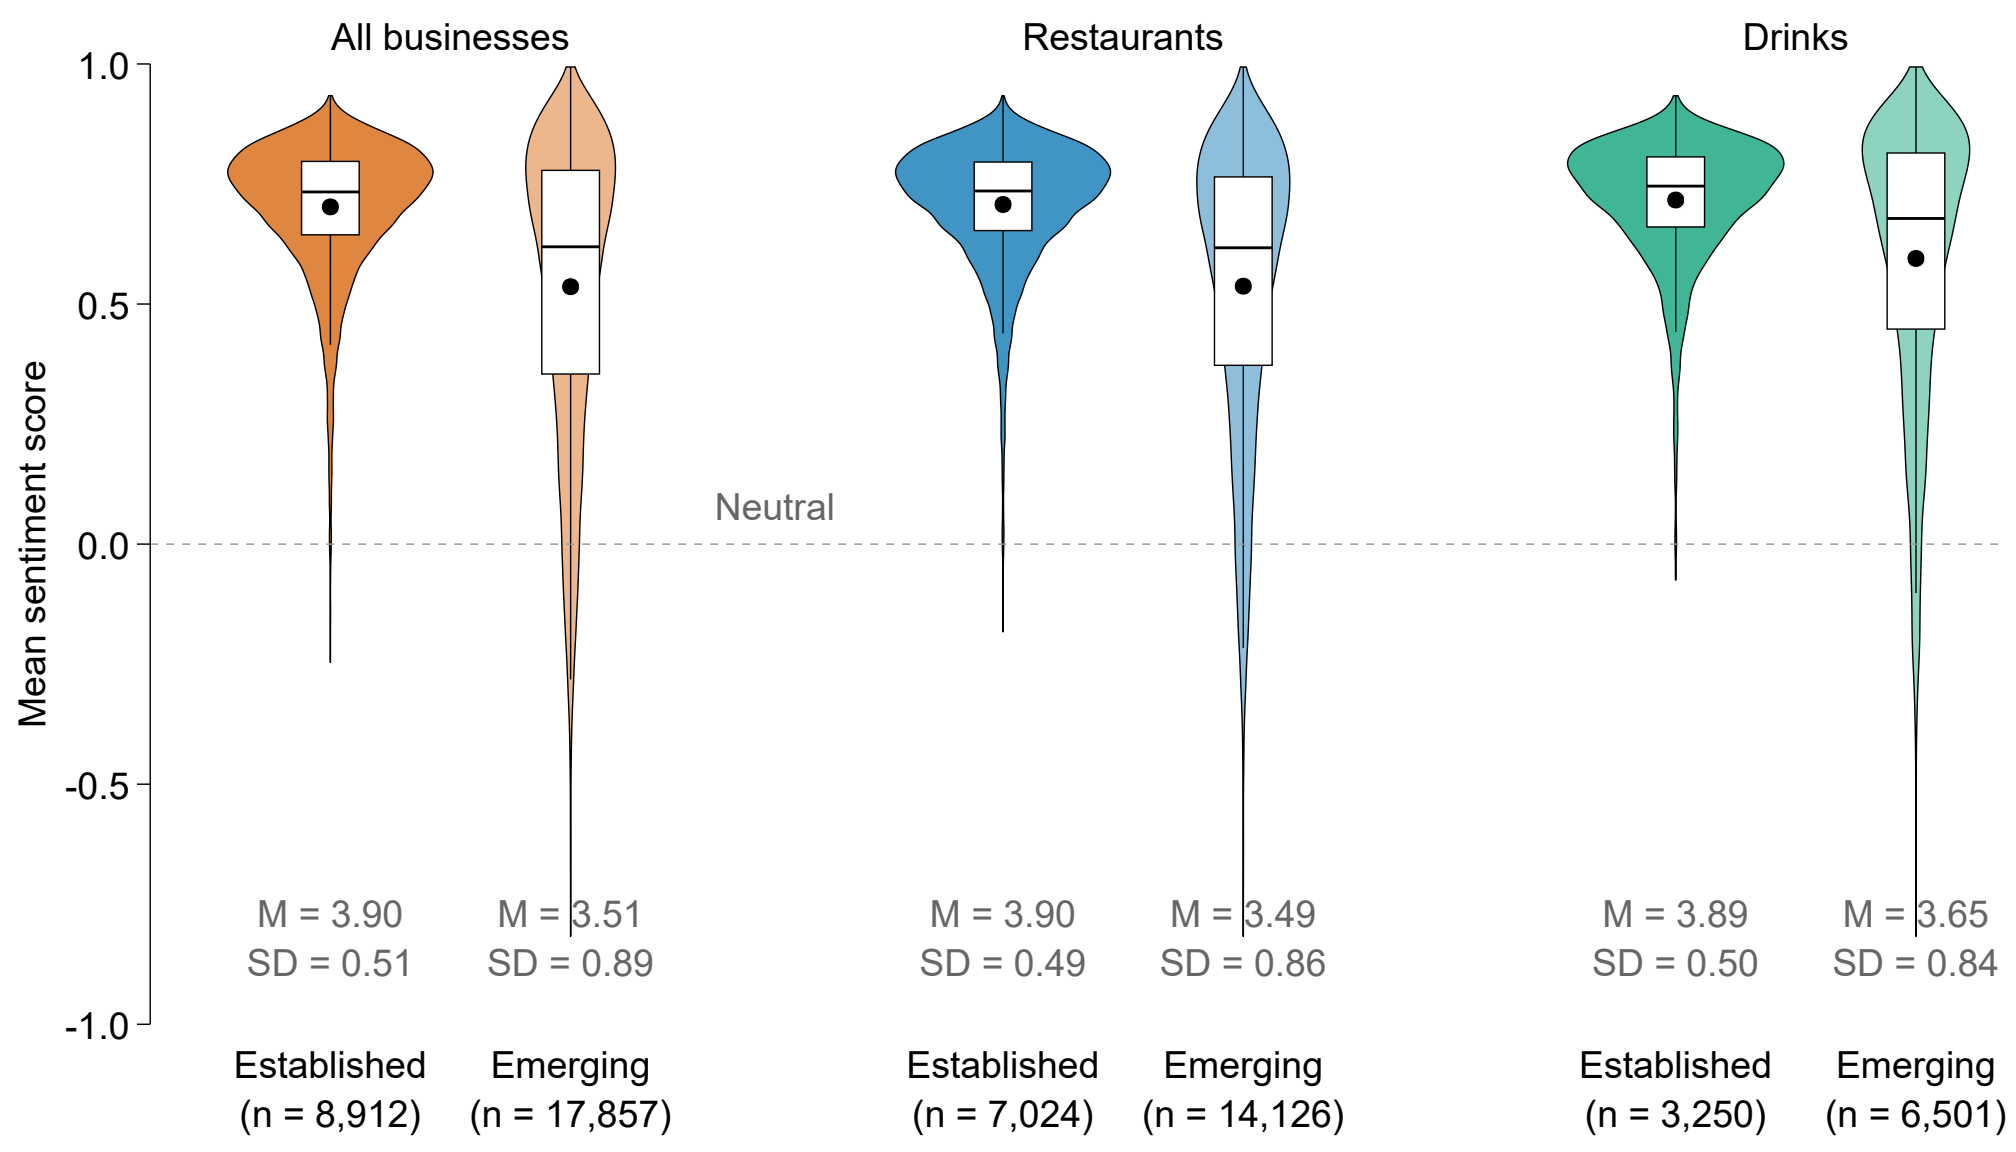 All businesses
Restaurants
Drinks
Mean sentiment score
1.0
0.5
0.0
-0.5
-1.0
Neutral
M = 3.90
SD = 0.51
M = 3.51
SD = 0.89
M = 3.90
SD = 0.49
M = 3.49
SD = 0.86
M = 3.89
SD = 0.50
M = 3.65
SD = 0.84
Established
(n = 8,912)
Emerging
(n = 17,857)
Established
(n = 7,024)
Emerging
(n = 14,126)
Established
(n = 3,250)
Emerging
(n = 6,501)